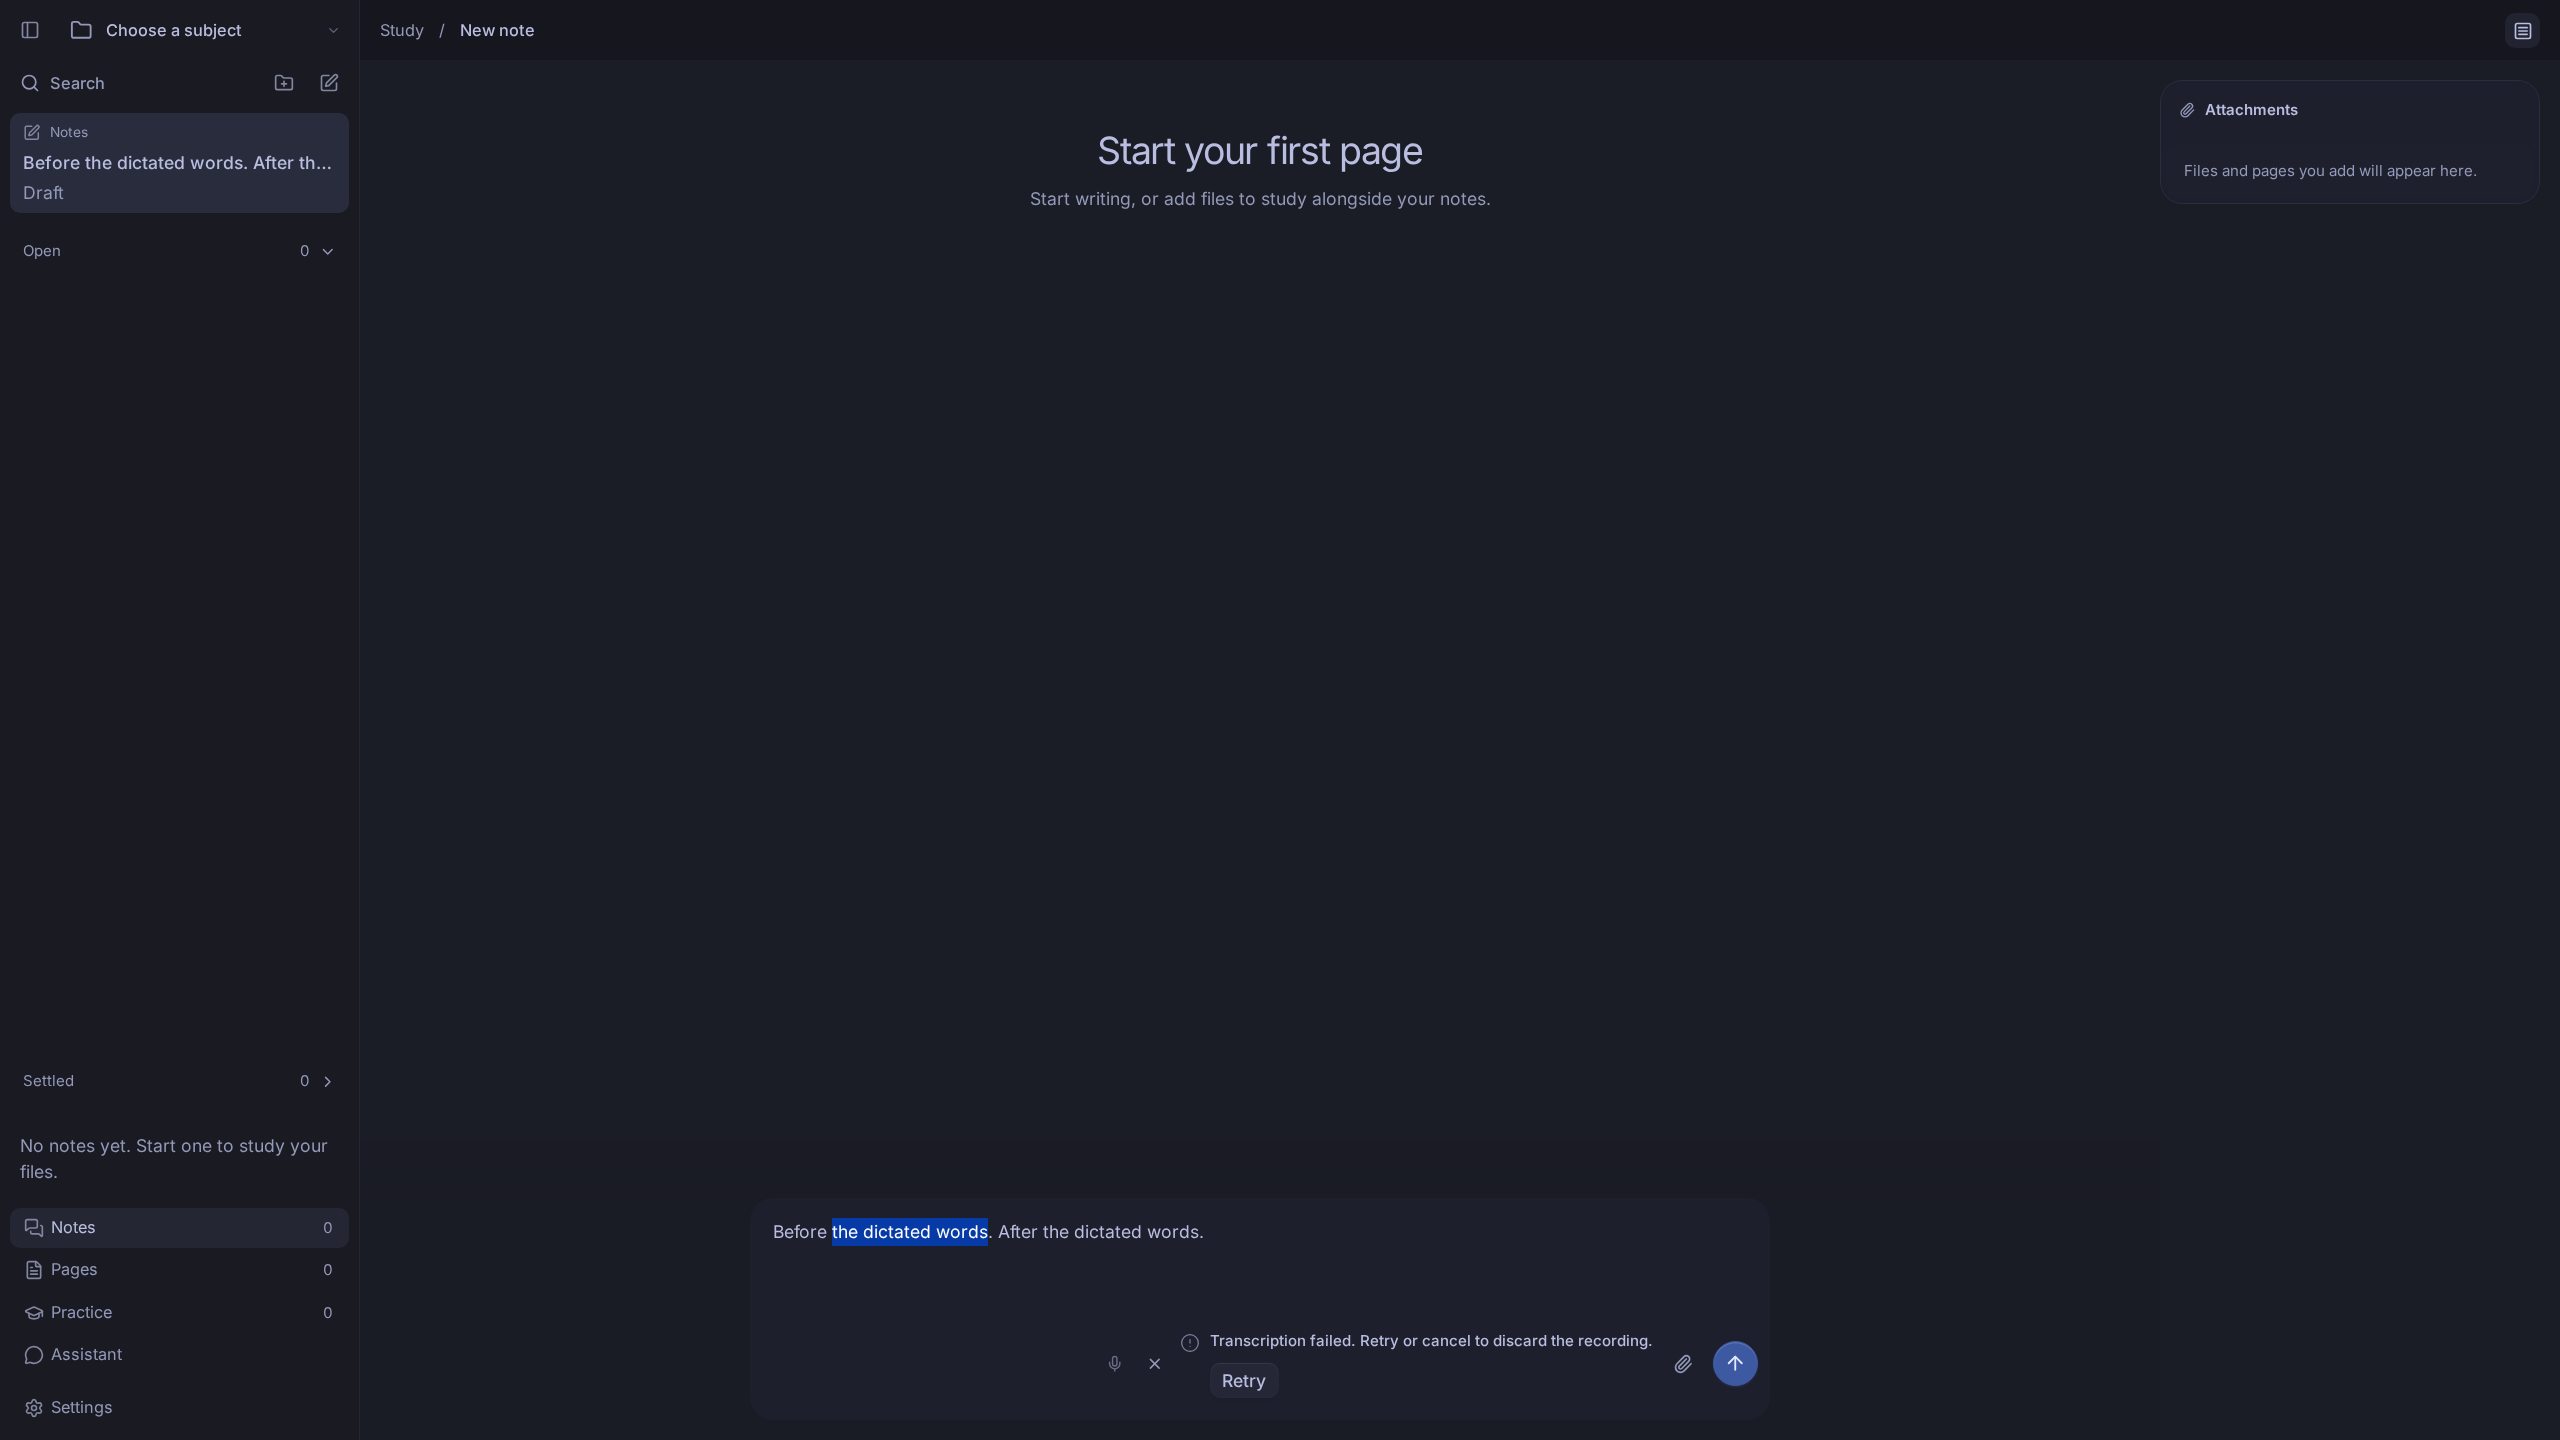 Choose a subject
Search
Notes
Before the dictated words. After th...
Draft
Open 0
Settled 0
No notes yet. Start one to study your
files.
Notes 0
Pages 0
Practice 0
Assistant
Settings
Study / New note
Start your first page
Start writing, or add files to study alongside your notes.
Attachments
Files and pages you add will appear here.
Before the dictated words. After the dictated words.
Transcription failed. Retry or cancel to discard the recording.
Retry